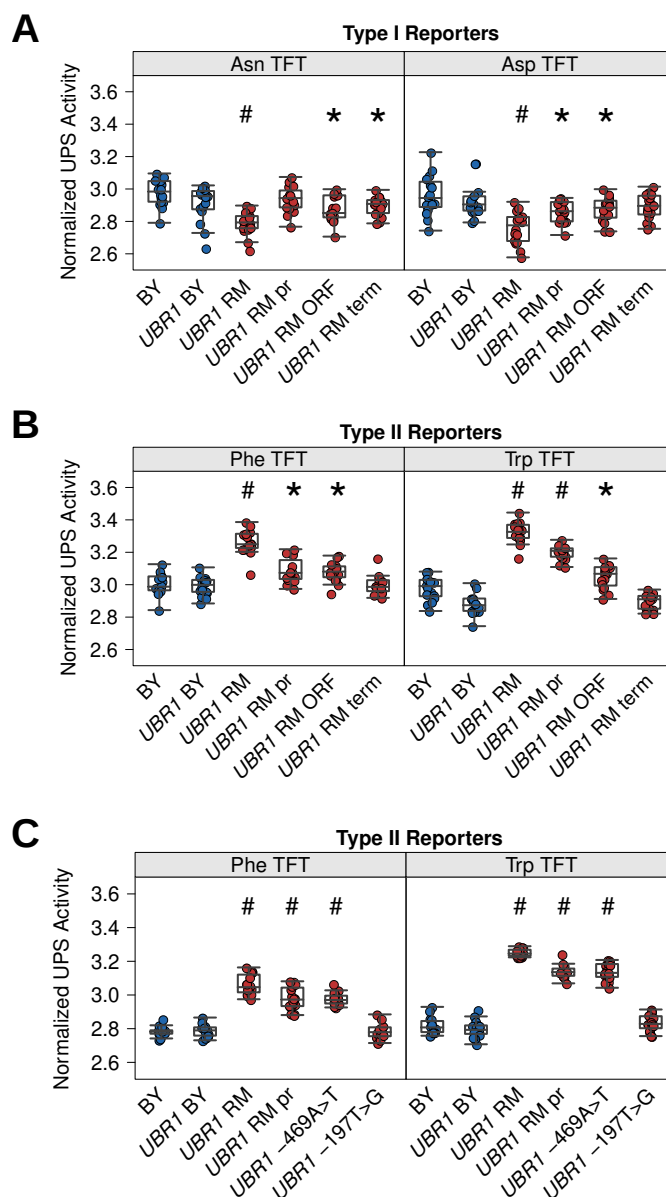 A
Type I Reporters
Asn TFT
Asp TFT
Normalized UPS Activity
3.6
3.4
3.2
3.0
2.8
2.6
#
*
*
#
*
*
BY
UBR1 BY
UBR1 RM
UBR1 RM pr
UBR1 RM ORF
UBR1 RM term
BY
UBR1 BY
UBR1 RM
UBR1 RM pr
UBR1 RM ORF
UBR1 RM term
B
Type II Reporters
Phe TFT
Trp TFT
Normalized UPS Activity
3.6
3.4
3.2
3.0
2.8
2.6
#
*
*
#
#
*
BY
UBR1 BY
UBR1 RM
UBR1 RM pr
UBR1 RM ORF
UBR1 RM term
BY
UBR1 BY
UBR1 RM
UBR1 RM pr
UBR1 RM ORF
UBR1 RM term
C
Type II Reporters
Phe TFT
Trp TFT
Normalized UPS Activity
3.6
3.4
3.2
3.0
2.8
2.6
#
#
#
#
#
#
BY
UBR1 BY
UBR1 RM
UBR1 RM pr
UBR1 −469A>T
UBR1 −197T>G
BY
UBR1 BY
UBR1 RM
UBR1 RM pr
UBR1 −469A>T
UBR1 −197T>G